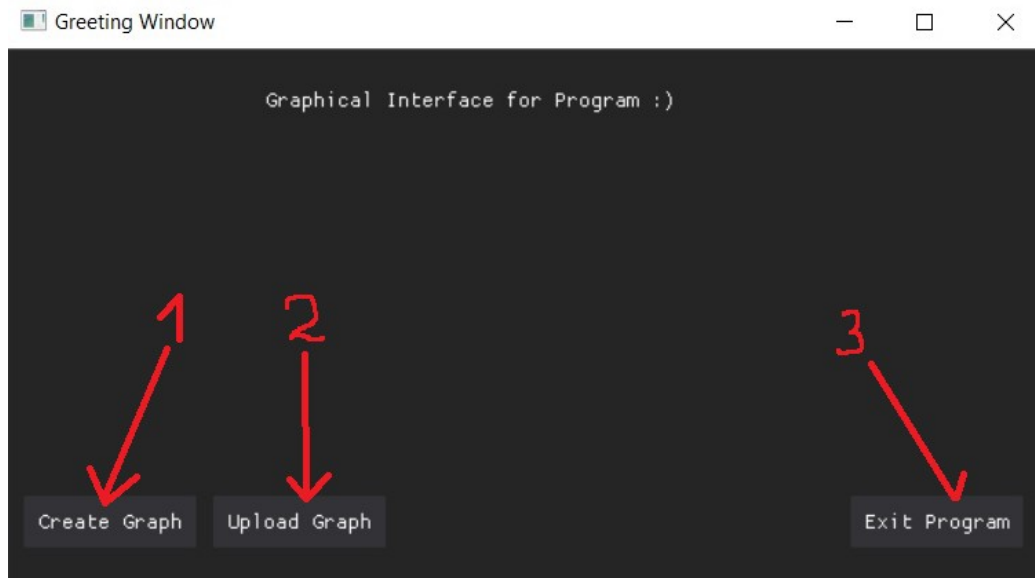 Greeting Window
Graphical Interface for Program :)
1 2 3
Create Graph Upload Graph Exit Program